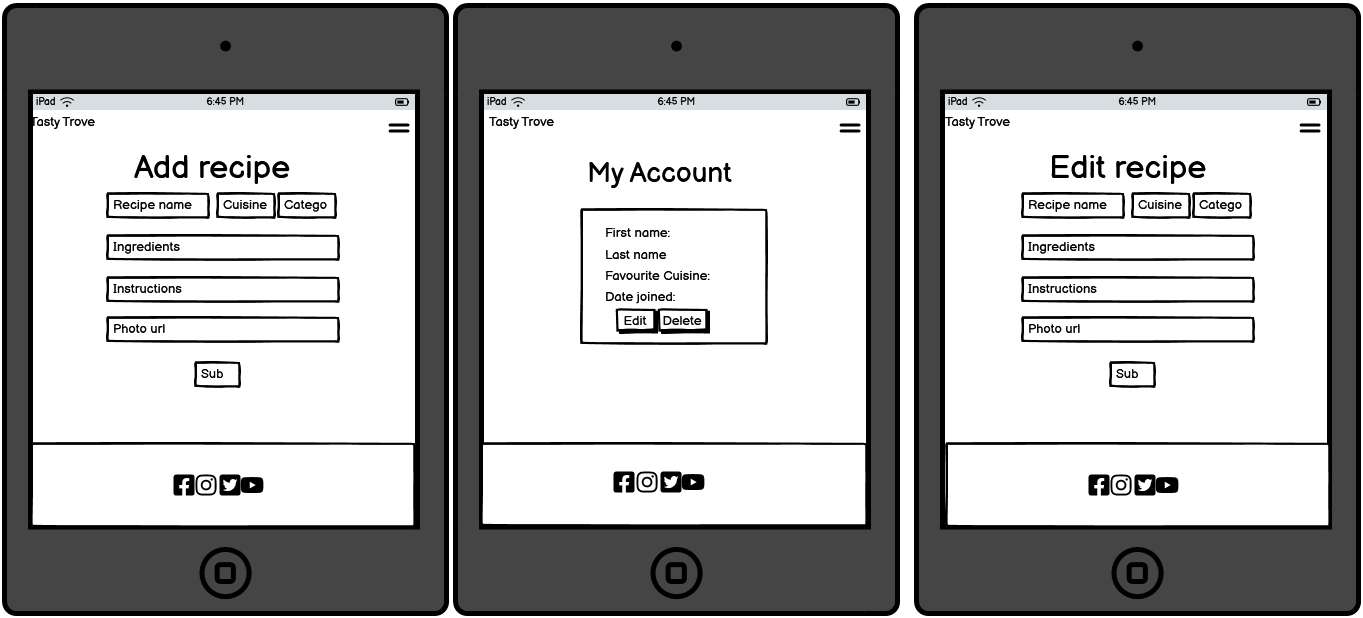 iPad 6:45 PM
Tasty Trove
Add recipe
Recipe name Cuisine Catego
Ingredients
Instructions
Photo url
Sub
iPad 6:45 PM
Tasty Trove
My Account
First name:
Last name
Favourite Cuisine:
Date joined:
Edit Delete
iPad 6:45 PM
Tasty Trove
Edit recipe
Recipe name Cuisine Catego
Ingredients
Instructions
Photo url
Sub